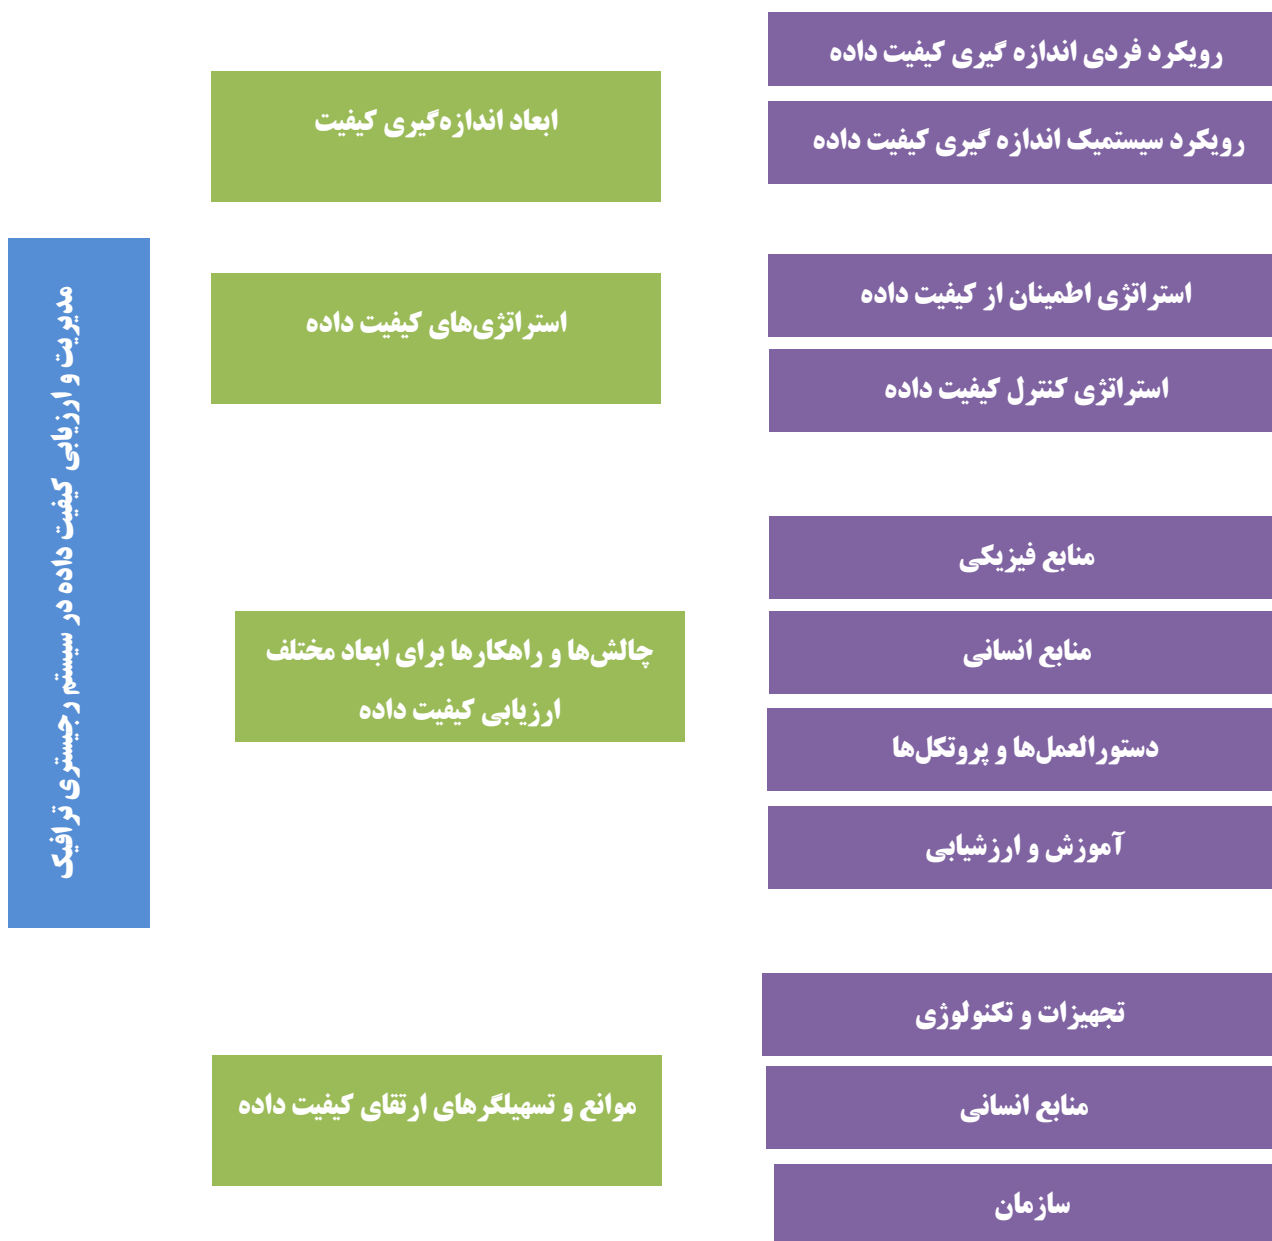 مدیریت و ارزیابی کیفیت داده در سیستم رجیستری ترافیک
ابعاد اندازه‌گیری کیفیت
رویکرد فردی اندازه گیری کیفیت داده
رویکرد سیستمیک اندازه گیری کیفیت داده
استراتژی‌های کیفیت داده
استراتژی اطمینان از کیفیت داده
استراتژی کنترل کیفیت داده
چالش‌ها و راهکارها برای ابعاد مختلف
ارزیابی کیفیت داده
منابع فیزیکی
منابع انسانی
دستورالعمل‌ها و پروتکل‌ها
آموزش و ارزشیابی
موانع و تسهیلگرهای ارتقای کیفیت داده
تجهیزات و تکنولوژی
منابع انسانی
سازمان